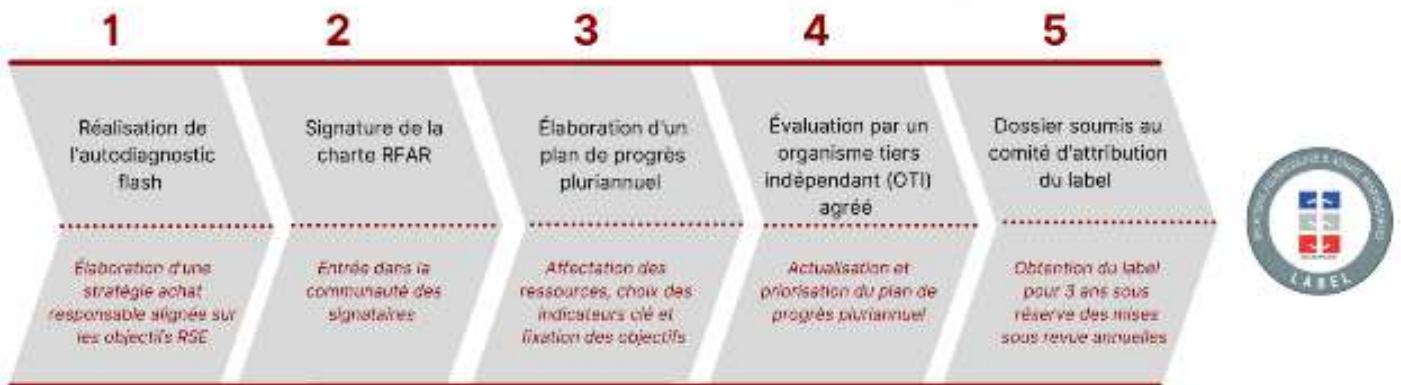 1
2
3
4
5
Réalisation de
l'autodiagnostic
flash
Signature de la
charte RFAR
Élaboration d'un
plan de progrès
pluriannuel
Évaluation par un
organisme tiers
indépendant (OTI)
agréé
Dossier soumis au
comité d'attribution
du label
Élaboration d'une
stratégie achat
responsable alignée sur
les objectifs RSE
Entrée dans la
communauté des
signataires
Affectation des
ressources, choix des
indicateurs clé et
fixation des objectifs
Actualisation et
priorisation du plan de
progrès pluriannuel
Obtention du label
pour 3 ans sous
réserve des mises
sous revue annuelles
LABEL